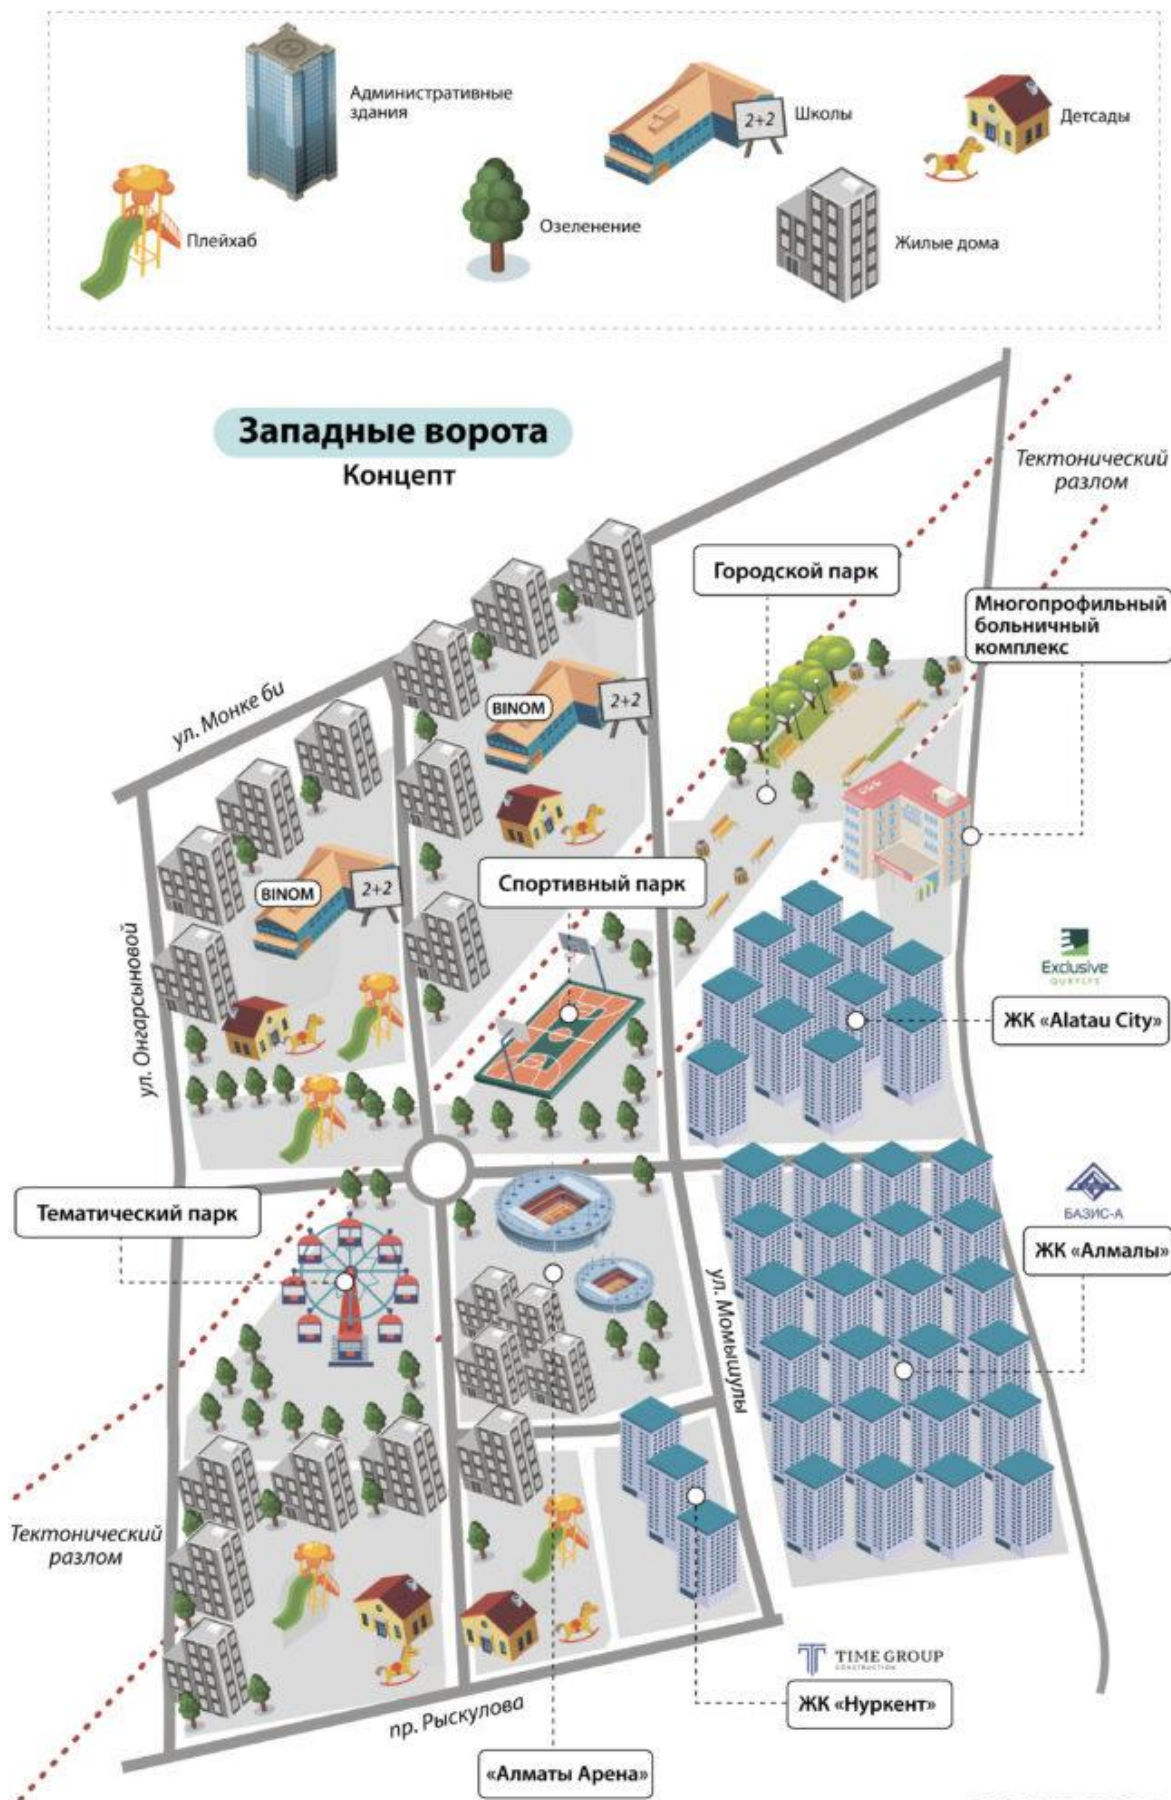 Административные
здания
2+2
Школы
Детсады
Плейхаб
Озеленение
Жилые дома
Западные ворота
Концепт
Тектонический
разлом
Городской парк
Многопрофильный
больничный
комплекс
ул. Монке би
BINOM
2+2
BINOM
2+2
Спортивный парк
ул. Онгарсыновой
Exclusive
QURYLYS
ЖК «Alatau City»
Тематический парк
БАЗИС-А
ЖК «Алмалы»
ул. Момышулы
Тектонический
разлом
TIME GROUP
CONSTRUCTION
ЖК «Нуркент»
пр. Рыскулова
«Алматы Арена»